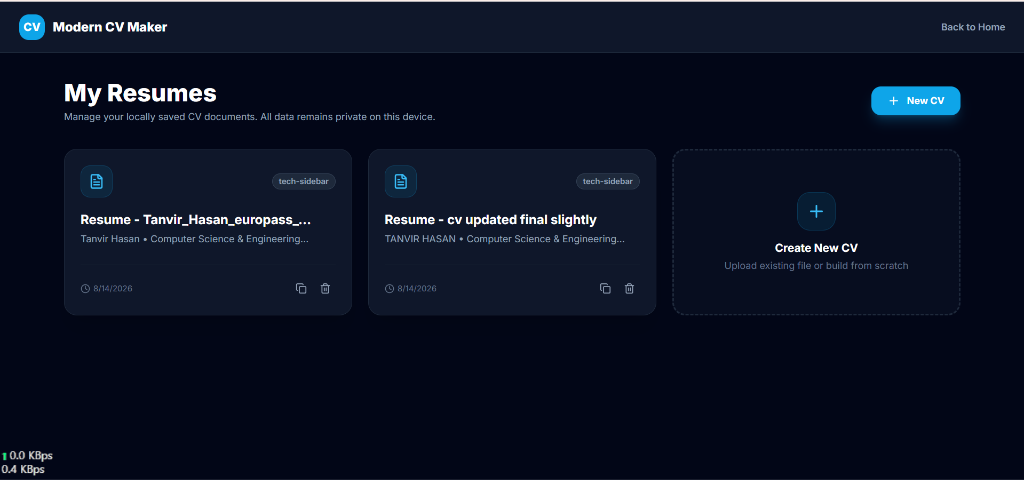 CV Modern CV Maker
Back to Home
My Resumes
Manage your locally saved CV documents. All data remains private on this device.
+ New CV
tech-sidebar
Resume - Tanvir_Hasan_europass_...
Tanvir Hasan • Computer Science & Engineering...
8/14/2026
tech-sidebar
Resume - cv updated final slightly
TANVIR HASAN • Computer Science & Engineering...
8/14/2026
Create New CV
Upload existing file or build from scratch
0.0 KBps
0.4 KBps